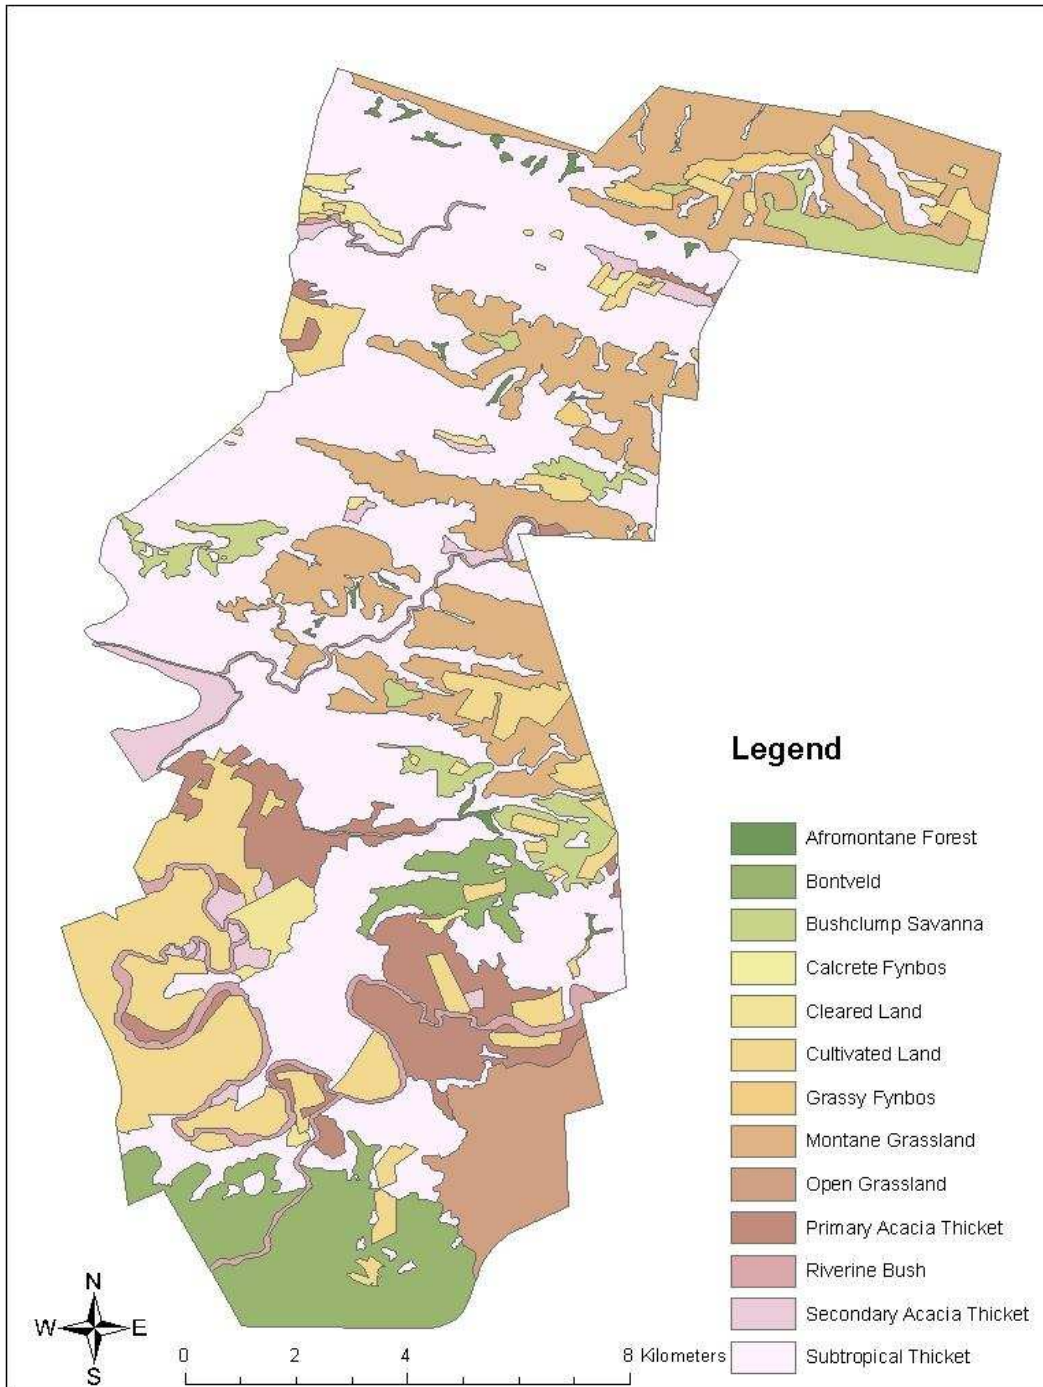 Legend
Afromontane Forest
Bontveld
Bushclump Savanna
Calcrete Fynbos
Cleared Land
Cultivated Land
Grassy Fynbos
Montane Grassland
Open Grassland
Primary Acacia Thicket
Riverine Bush
Secondary Acacia Thicket
Subtropical Thicket
N
W E
S
0 2 4 8 Kilometers